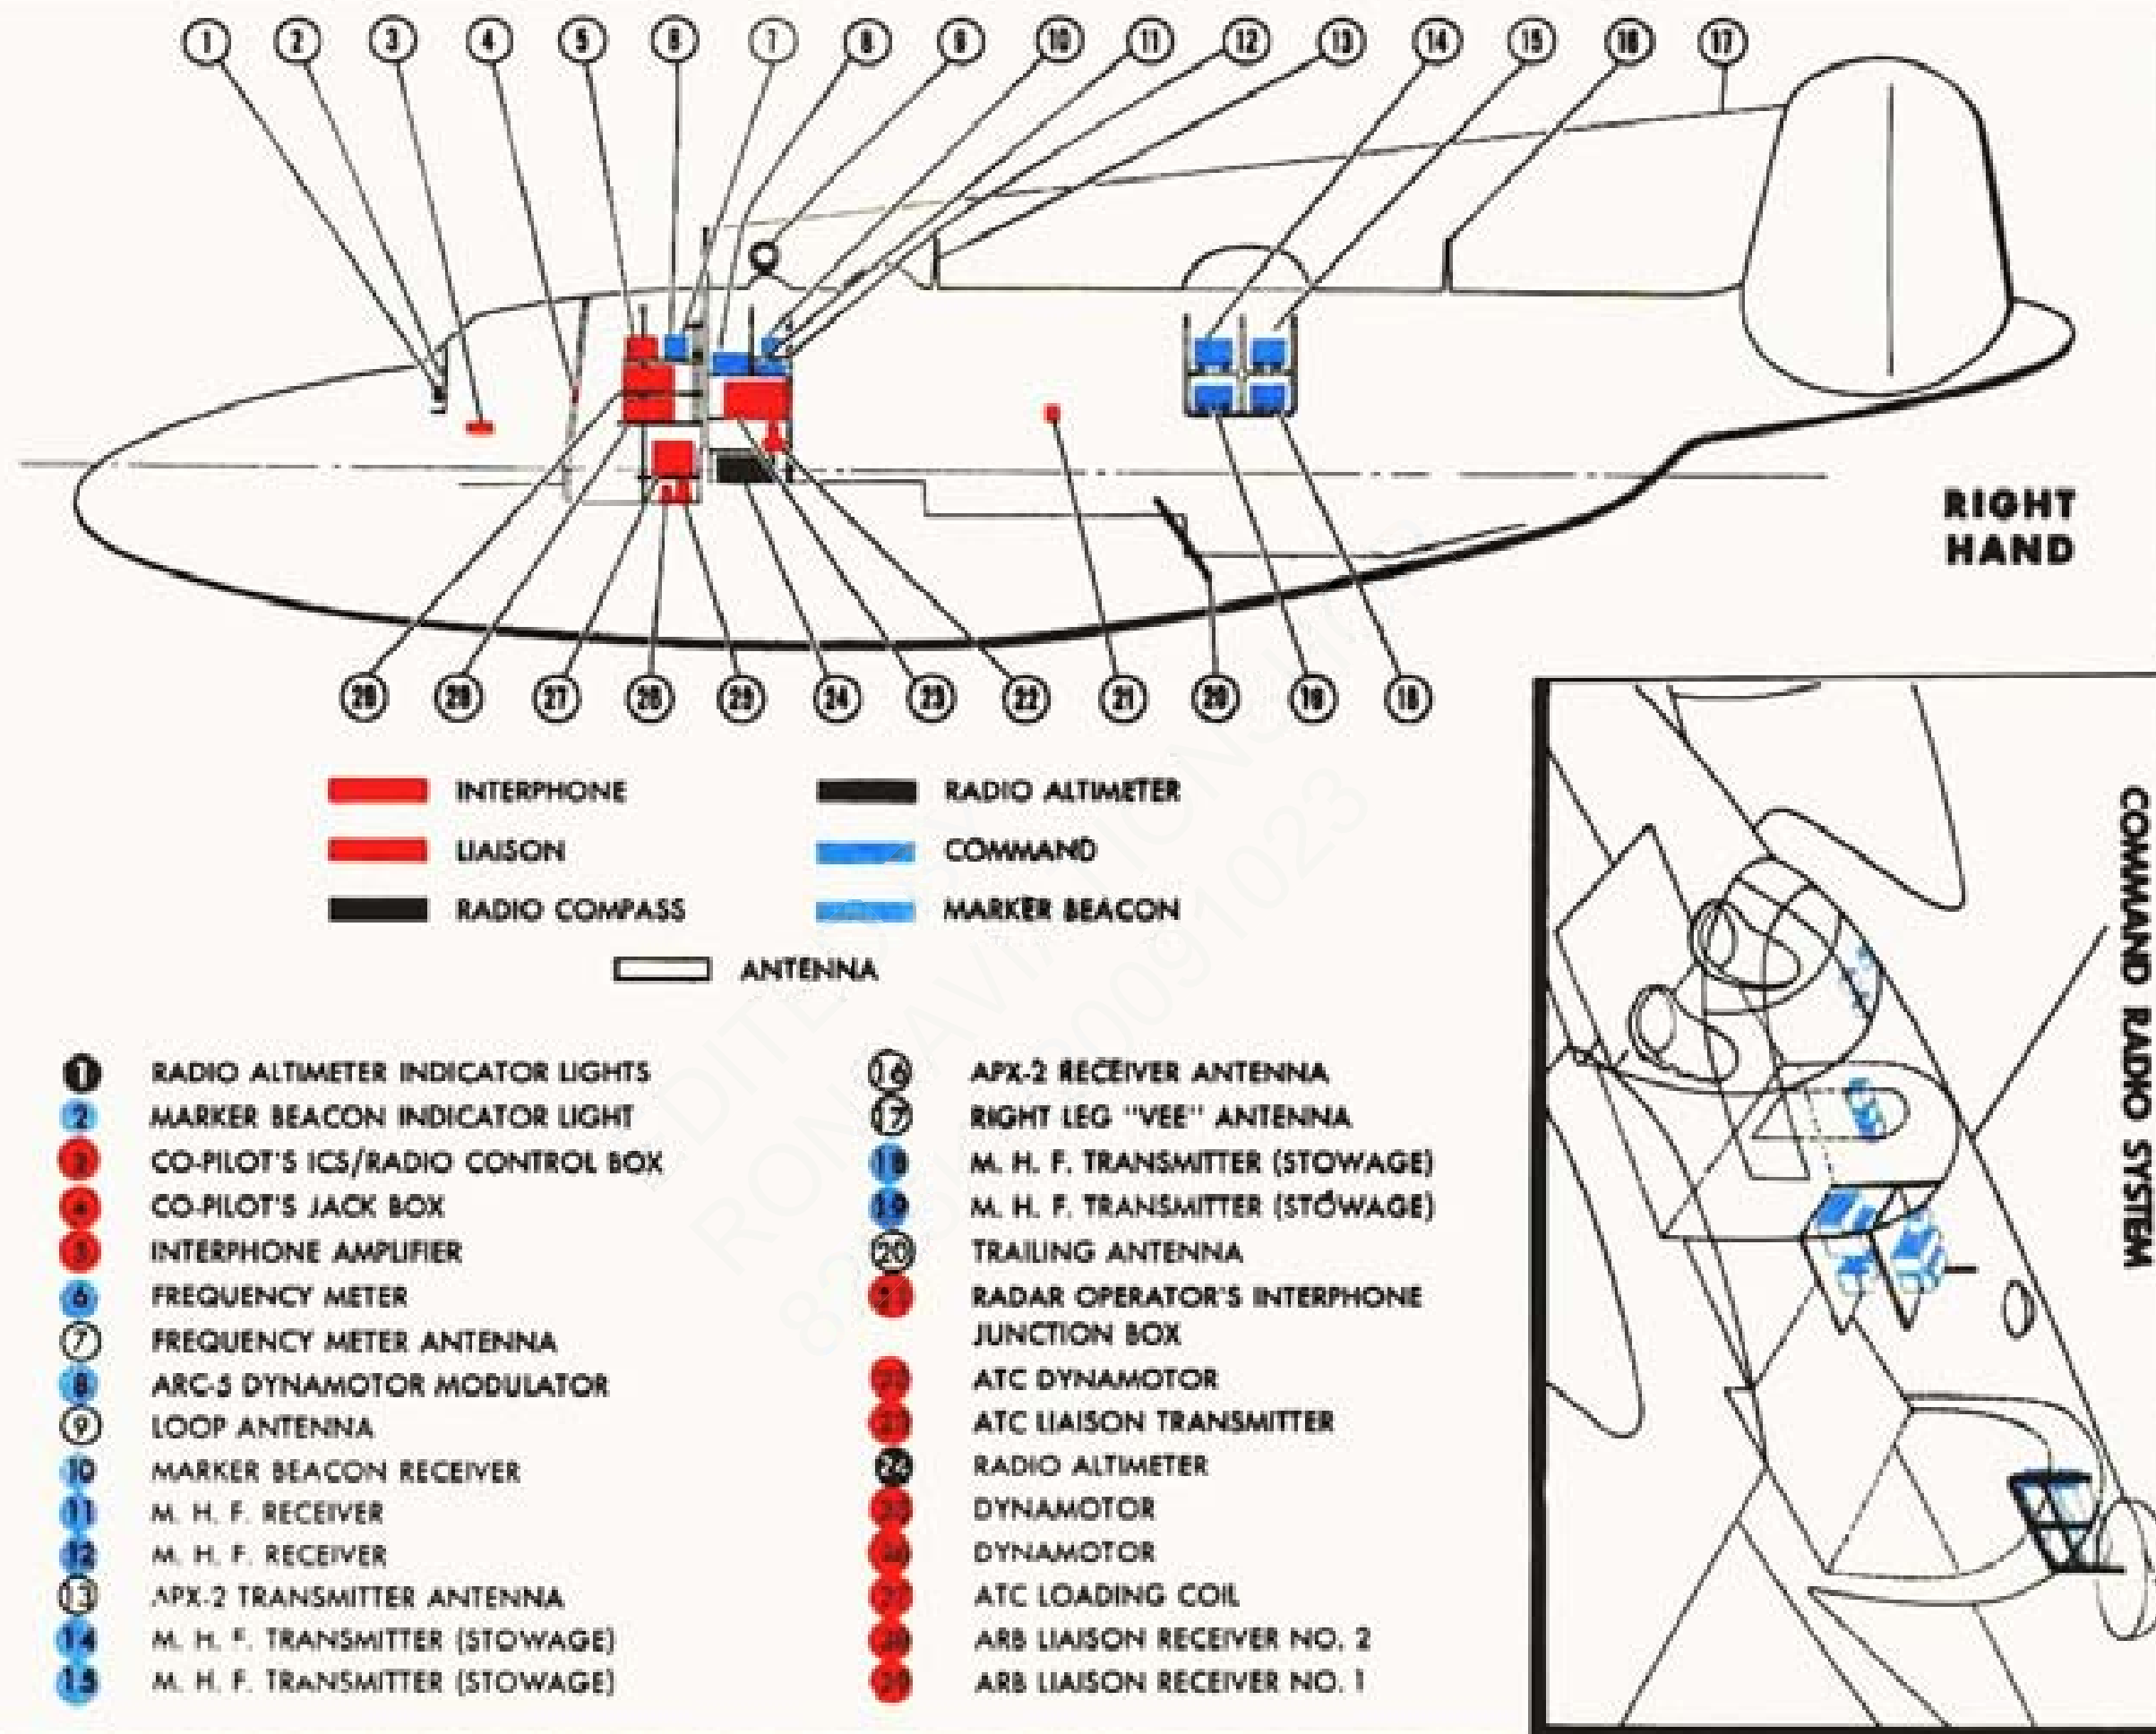 1 2 3 4 5 6 7 8 9 10 11 12 13 14 15 16 17
RIGHT
HAND
29 28 27 26 25 24 23 22 21 20 19 18
INTERPHONE
LIAISON
RADIO COMPASS
RADIO ALTIMETER
COMMAND
MARKER BEACON
ANTENNA
1 RADIO ALTIMETER INDICATOR LIGHTS
2 MARKER BEACON INDICATOR LIGHT
3 CO-PILOT'S ICS/RADIO CONTROL BOX
4 CO-PILOT'S JACK BOX
5 INTERPHONE AMPLIFIER
6 FREQUENCY METER
7 FREQUENCY METER ANTENNA
8 ARC-5 DYNAMOTOR MODULATOR
9 LOOP ANTENNA
10 MARKER BEACON RECEIVER
11 M. H. F. RECEIVER
12 M. H. F. RECEIVER
13 APX-2 TRANSMITTER ANTENNA
14 M. H. F. TRANSMITTER (STOWAGE)
15 M. H. F. TRANSMITTER (STOWAGE)
16 APX-2 RECEIVER ANTENNA
17 RIGHT LEG "VEE" ANTENNA
18 M. H. F. TRANSMITTER (STOWAGE)
19 M. H. F. TRANSMITTER (STOWAGE)
20 TRAILING ANTENNA
21 RADAR OPERATOR'S INTERPHONE
JUNCTION BOX
22 ATC DYNAMOTOR
23 ATC LIAISON TRANSMITTER
24 RADIO ALTIMETER
25 DYNAMOTOR
26 DYNAMOTOR
27 ATC LOADING COIL
28 ARB LIAISON RECEIVER NO. 2
29 ARB LIAISON RECEIVER NO. 1
COMMAND RADIO SYSTEM